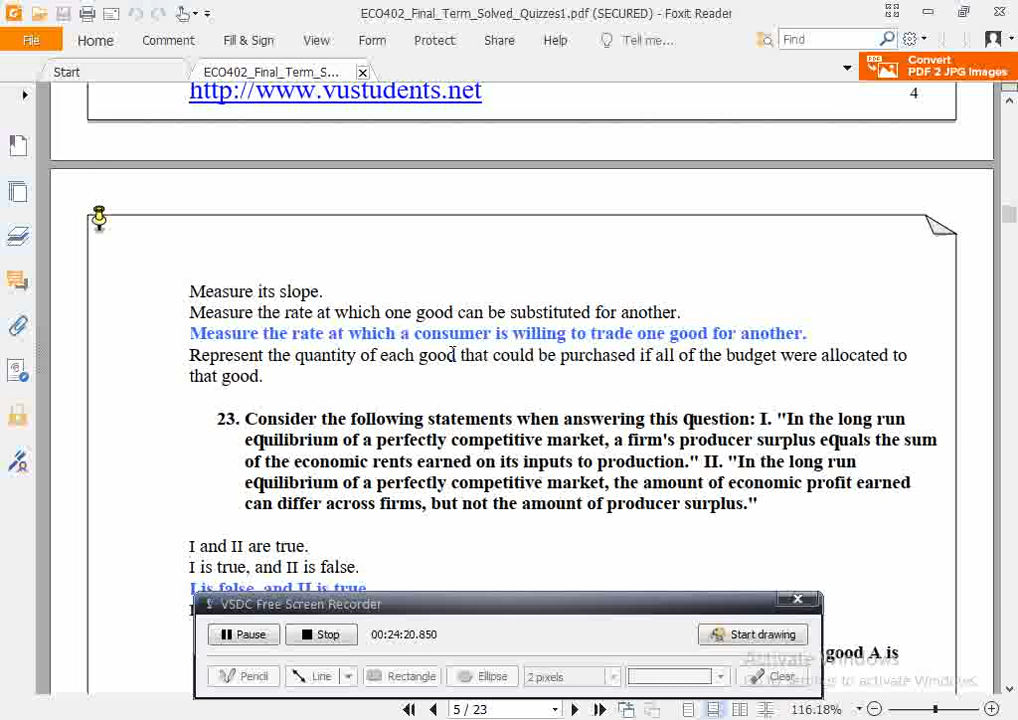 ECO402_Final_Term_Solved_Quizzes1.pdf (SECURED) - Foxit Reader
File Home Comment Fill & Sign View Form Protect Share Help Tell me... Find
Start ECO402_Final_Term_S... Convert
PDF 2 JPG Images
http://www.vustudents.net 4
Measure its slope.
Measure the rate at which one good can be substituted for another.
Measure the rate at which a consumer is willing to trade one good for another.
Represent the quantity of each good that could be purchased if all of the budget were allocated to
that good.
23. Consider the following statements when answering this question: I. "In the long run
equilibrium of a perfectly competitive market, a firm's producer surplus equals the sum
of the economic rents earned on its inputs to production." II. "In the long run
equilibrium of a perfectly competitive market, the amount of economic profit earned
can differ across firms, but not the amount of producer surplus."
I and II are true.
I is true, and II is false.
I is false, and II is true
VSDC Free Screen Recorder
Pause Stop 00:24:20.850 Start drawing
good A is
Activate Windows
Pencil Line Rectangle Ellipse 2 pixels Clear
to activate Windows.
5 / 23 116.18%